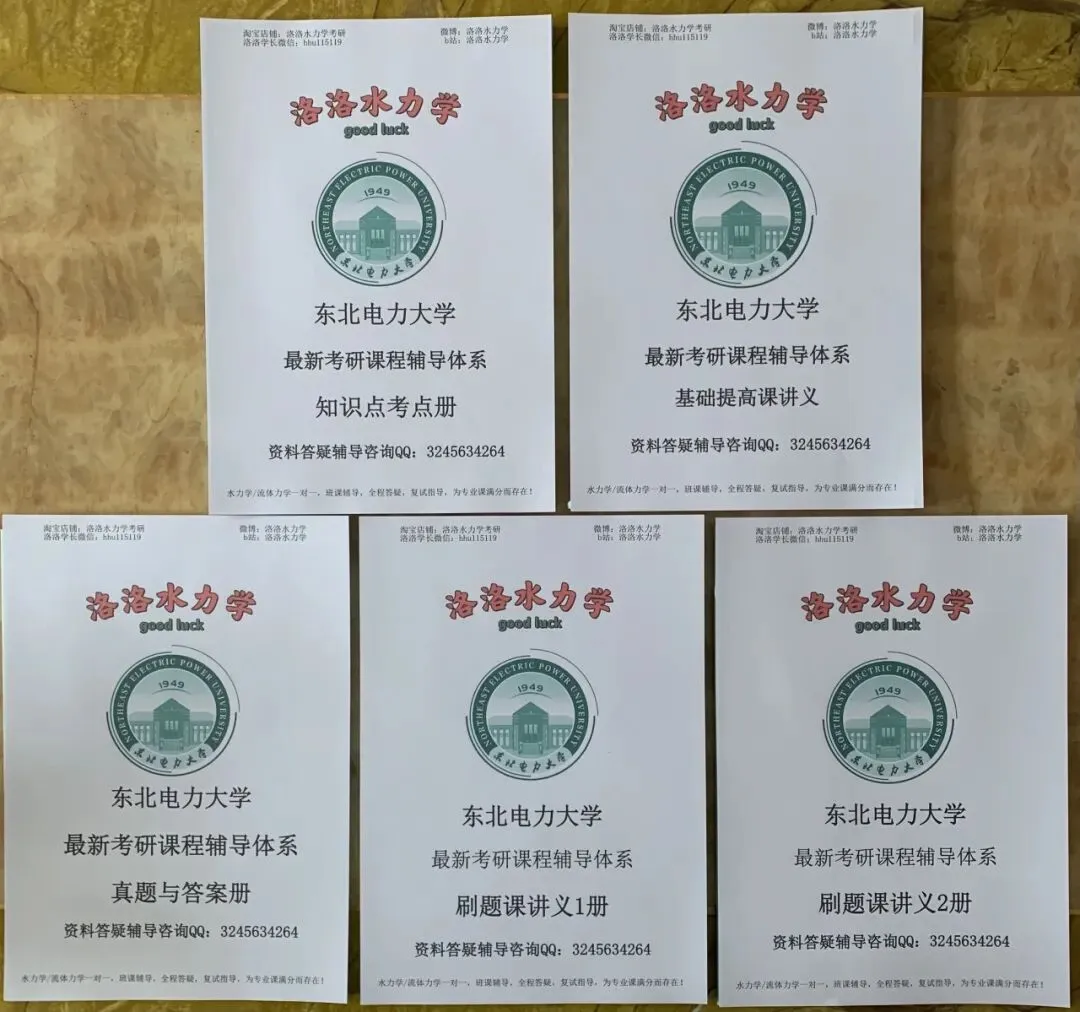 淘宝店铺：洛洛水力学考研
洛洛学长微信：hhu115119
微博：洛洛水力学
b站：洛洛水力学
洛洛水力学
good luck
NORTHEAST ELECTRIC POWER UNIVERSITY
1949
东北电力大学
东北电力大学
最新考研课程辅导体系
知识点考点册
资料答疑辅导咨询QQ：3245634264
水力学/流体力学一对一，班课辅导，全程答疑，复试指导，为专业课满分而存在！
淘宝店铺：洛洛水力学考研
洛洛学长微信：hhu115119
微博：洛洛水力学
b站：洛洛水力学
洛洛水力学
good luck
NORTHEAST ELECTRIC POWER UNIVERSITY
1949
东北电力大学
东北电力大学
最新考研课程辅导体系
基础提高课讲义
资料答疑辅导咨询QQ：3245634264
水力学/流体力学一对一，班课辅导，全程答疑，复试指导，为专业课满分而存在！
淘宝店铺：洛洛水力学考研
洛洛学长微信：hhu115119
微博：洛洛水力学
b站：洛洛水力学
洛洛水力学
good luck
NORTHEAST ELECTRIC POWER UNIVERSITY
1949
东北电力大学
东北电力大学
最新考研课程辅导体系
真题与答案册
资料答疑辅导咨询QQ：3245634264
水力学/流体力学一对一，班课辅导，全程答疑，复试指导，为专业课满分而存在！
淘宝店铺：洛洛水力学考研
洛洛学长微信：hhu115119
微博：洛洛水力学
b站：洛洛水力学
洛洛水力学
good luck
NORTHEAST ELECTRIC POWER UNIVERSITY
1949
东北电力大学
东北电力大学
最新考研课程辅导体系
刷题课讲义1册
资料答疑辅导咨询QQ：3245634264
水力学/流体力学一对一，班课辅导，全程答疑，复试指导，为专业课满分而存在！
淘宝店铺：洛洛水力学考研
洛洛学长微信：hhu115119
微博：洛洛水力学
b站：洛洛水力学
洛洛水力学
good luck
NORTHEAST ELECTRIC POWER UNIVERSITY
1949
东北电力大学
东北电力大学
最新考研课程辅导体系
刷题课讲义2册
资料答疑辅导咨询QQ：3245634264
水力学/流体力学一对一，班课辅导，全程答疑，复试指导，为专业课满分而存在！